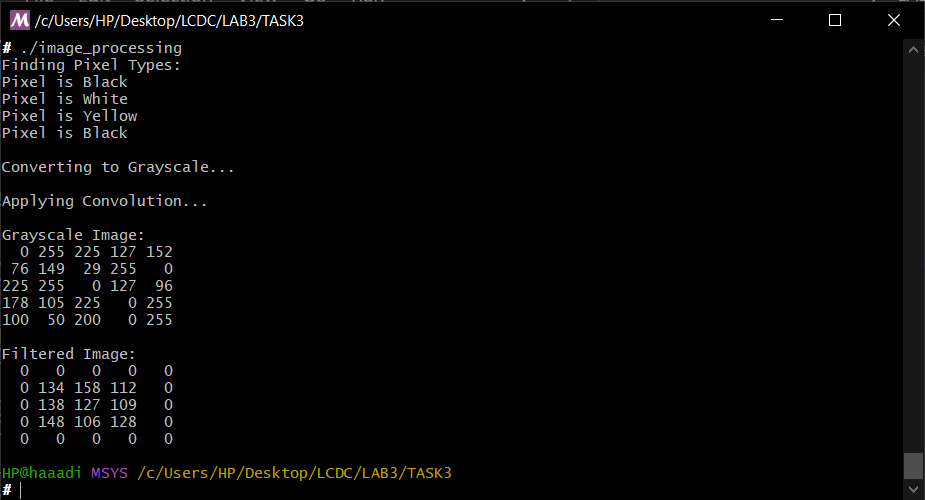 M /c/Users/HP/Desktop/LCDC/LAB3/TASK3
# ./image_processing
Finding Pixel Types:
Pixel is Black
Pixel is White
Pixel is Yellow
Pixel is Black
Converting to Grayscale...
Applying Convolution...
Grayscale Image:
  0 255 225 127 152
 76 149  29 255   0
225 255   0 127  96
178 105 225   0 255
100  50 200   0 255
Filtered Image:
  0   0   0   0   0
  0 134 158 112   0
  0 138 127 109   0
  0 148 106 128   0
  0   0   0   0   0
HP@haaadi MSYS /c/Users/HP/Desktop/LCDC/LAB3/TASK3
#